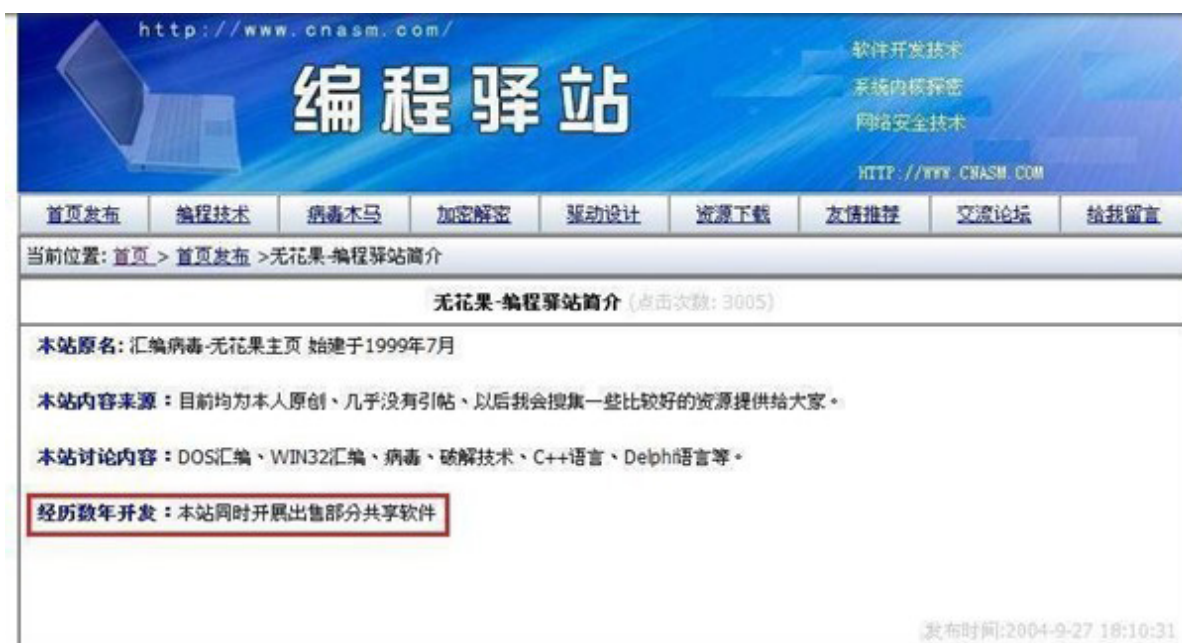 http://www.cnasm.com/
编程驿站
软件开发技术
系统内核探密
网络安全技术
HTTP://WWW.CNASM.COM
首页发布 编程技术 病毒木马 加密解密 驱动设计 资源下载 友情推荐 交流论坛 给我留言
当前位置: 首页 > 首页发布 >无花果-编程驿站简介
无花果-编程驿站简介 (点击次数: 3005)
本站原名: 汇编病毒-无花果主页 始建于1999年7月
本站内容来源：目前均为本人原创、几乎没有引帖、以后我会搜集一些比较好的资源提供给大家。
本站讨论内容：DOS汇编、WIN32汇编、病毒、破解技术、C++语言、Delphi语言等。
经历数年开发：本站同时开展出售部分共享软件
发布时间:2004-9-27 18:10:31